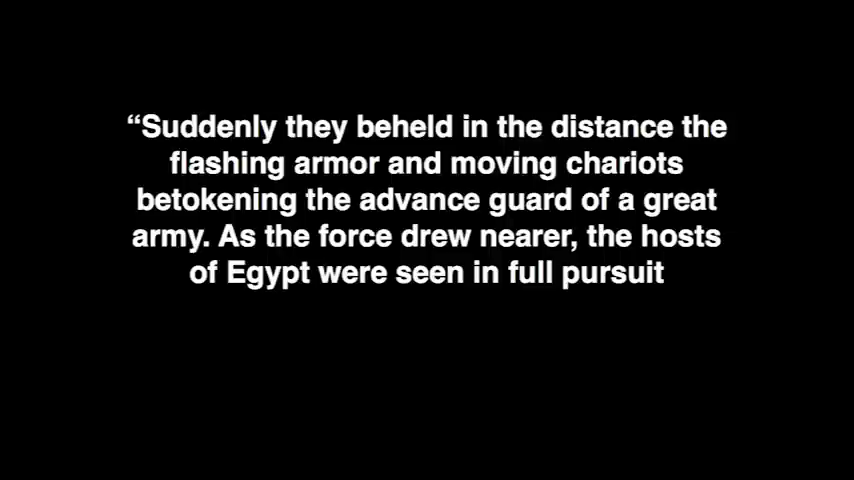 “Suddenly they beheld in the distance the
flashing armor and moving chariots
betokening the advance guard of a great
army. As the force drew nearer, the hosts
of Egypt were seen in full pursuit